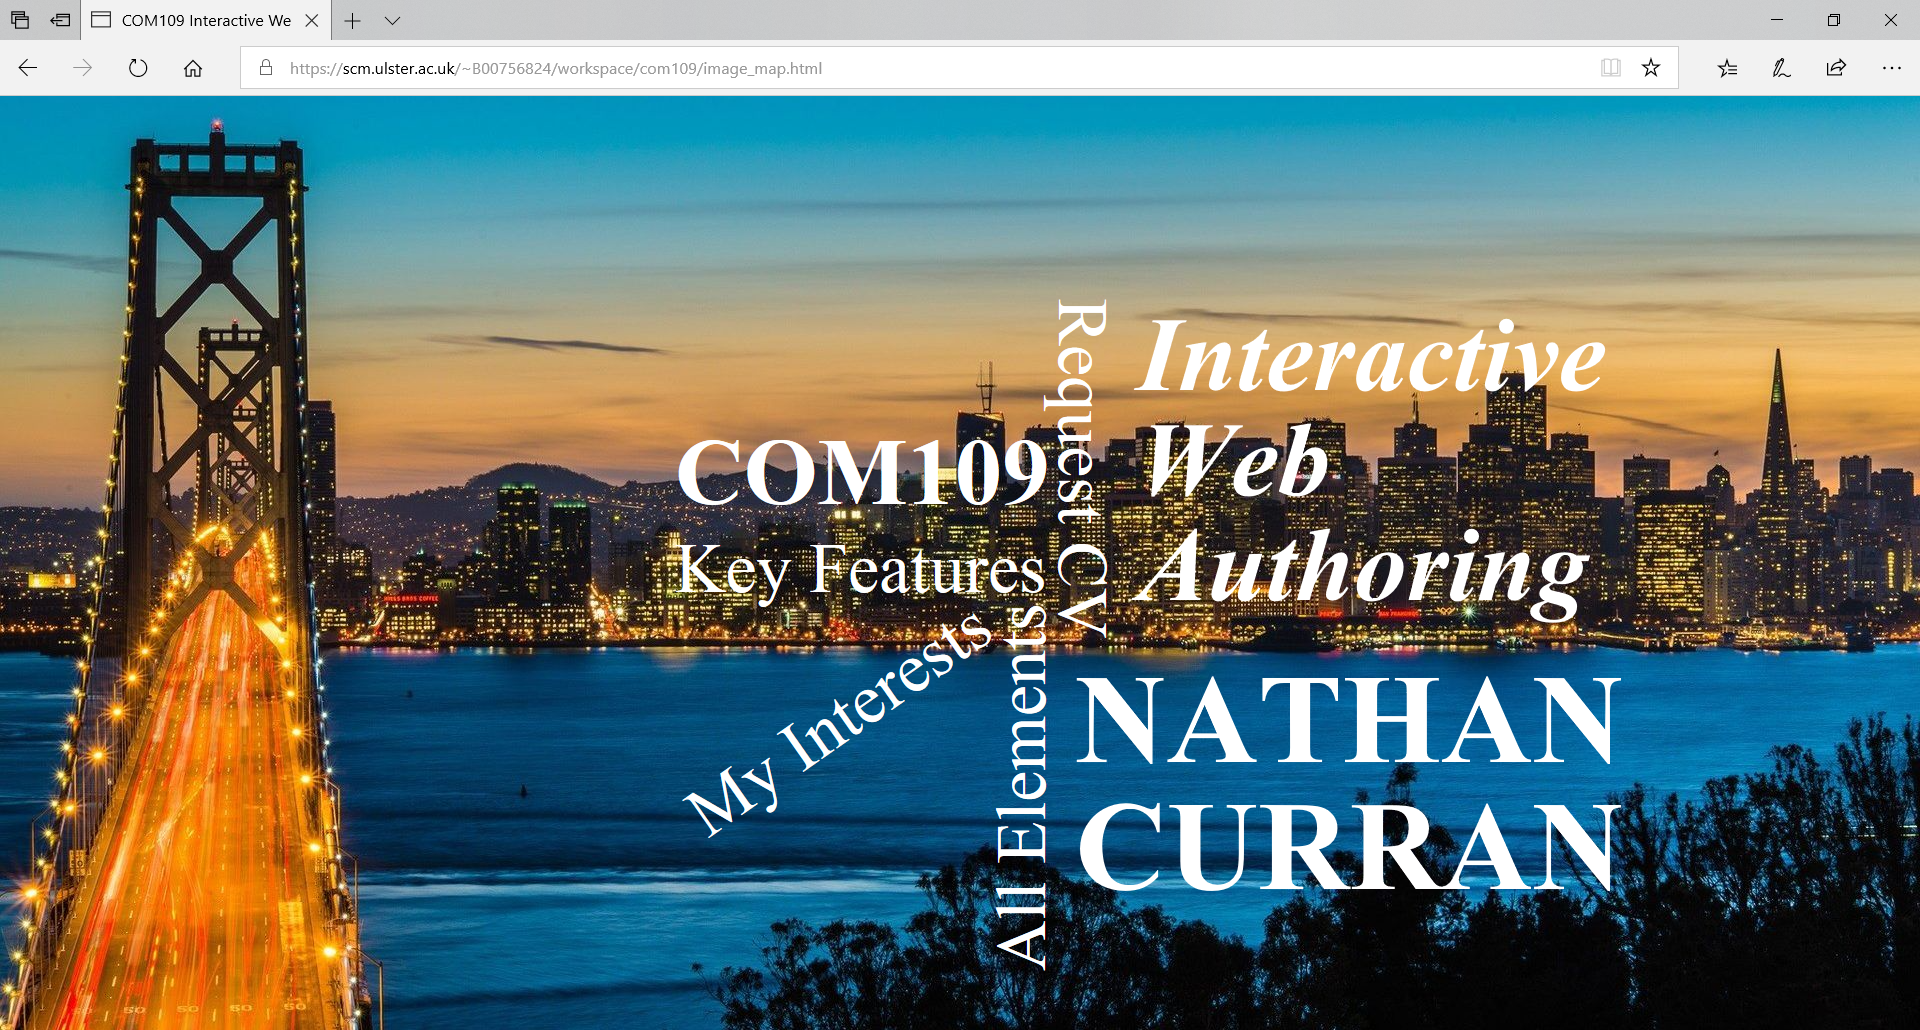 COM109 Interactive We
https://scm.ulster.ac.uk/~B00756824/workspace/com109/image_map.html
Request CV
Interactive
Web
Authoring
COM109
Key Features
My Interests
All Elements
NATHAN
CURRAN